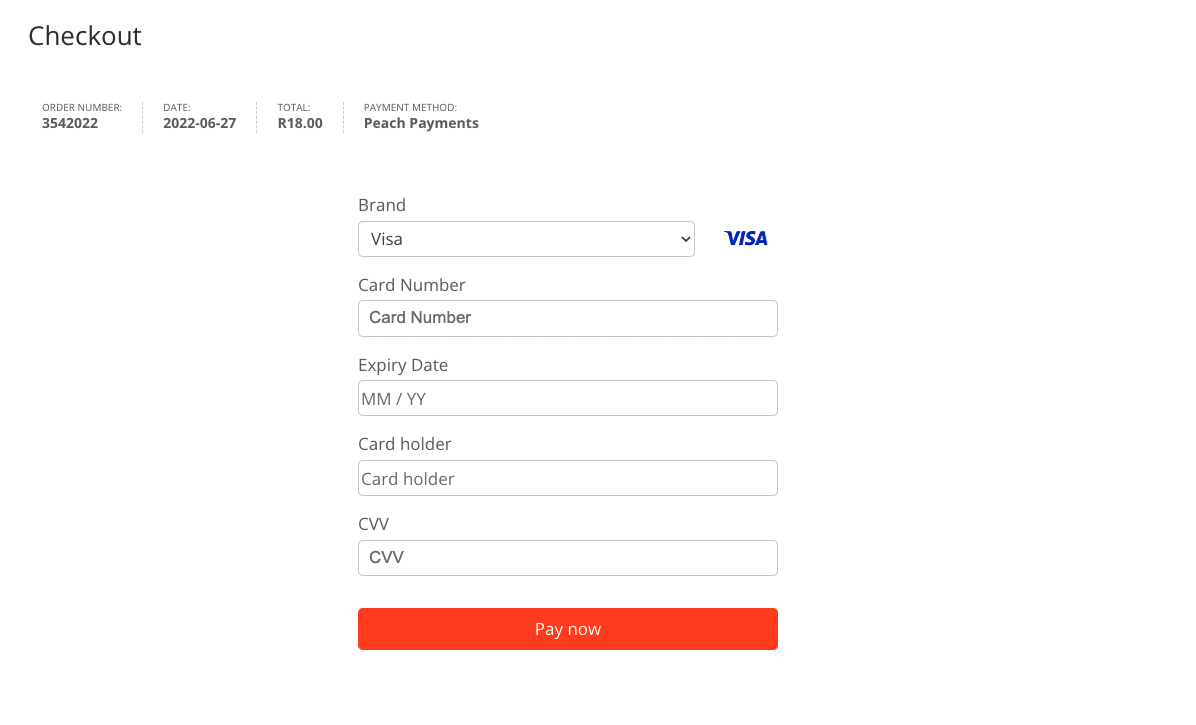 Checkout
ORDER NUMBER: DATE: TOTAL: PAYMENT METHOD:
3542022 2022-06-27 R18.00 Peach Payments
Brand
Visa VISA
Card Number
Card Number
Expiry Date
MM / YY
Card holder
Card holder
CVV
CVV
Pay now